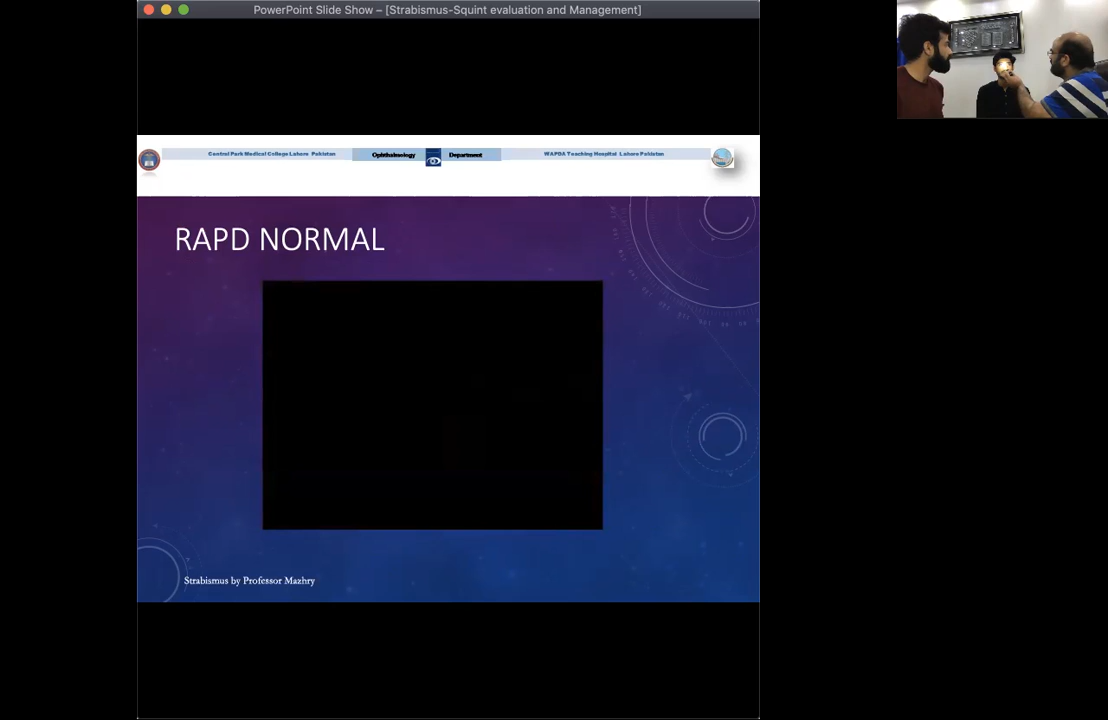 PowerPoint Slide Show – [Strabismus-Squint evaluation and Management]
Central Park Medical College Lahore Pakistan
Ophthalmology Department
WAPDA Teaching Hospital Lahore Pakistan
RAPD NORMAL
Strabismus by Professor Mazhry